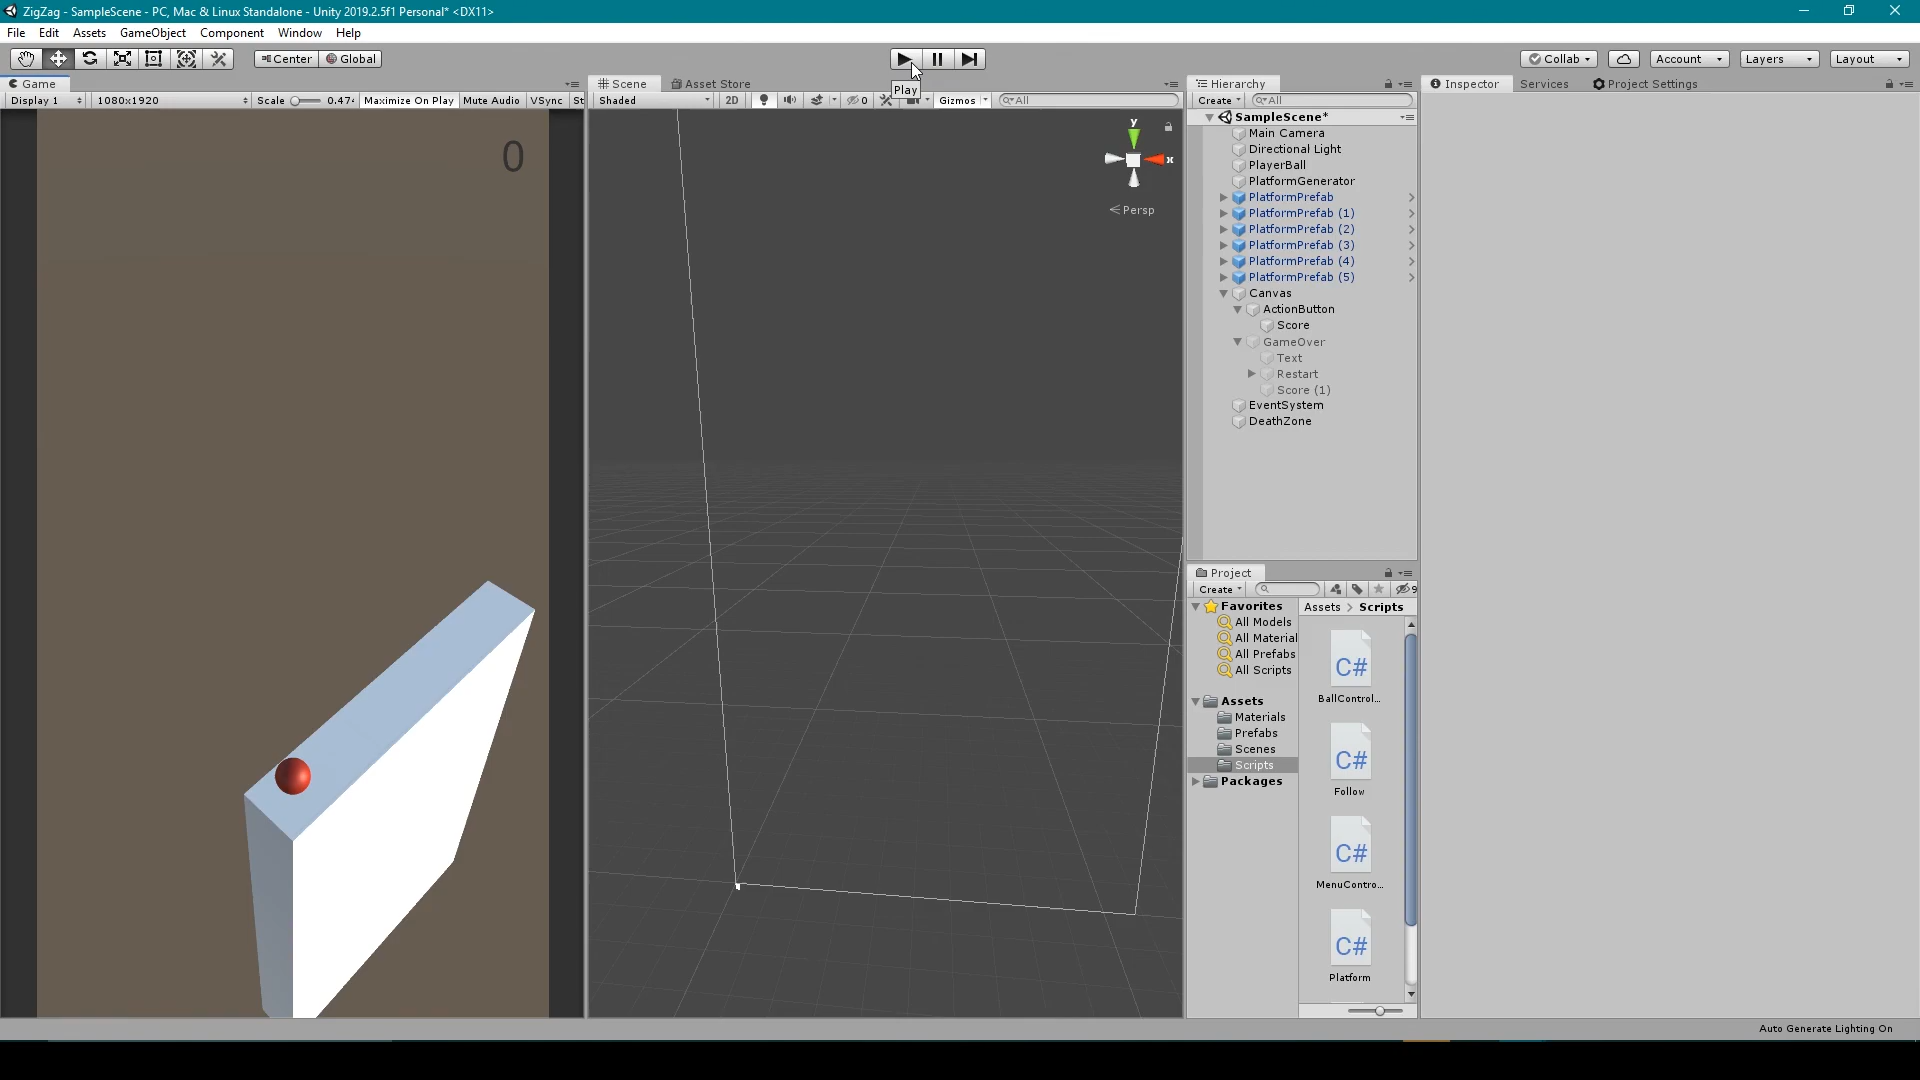 ZigZag - SampleScene - PC, Mac & Linux Standalone - Unity 2019.2.5f1 Personal* <DX11>
File Edit Assets GameObject Component Window Help
Center Global Collab Account Layers Layout
Play
Game
Display 1 1080x1920 Scale 0.47 Maximize On Play Mute Audio VSync St
0
Scene Asset Store
Shaded 2D 0 Gizmos All
y
x
Persp
Hierarchy
Create All
SampleScene*
Main Camera
Directional Light
PlayerBall
PlatformGenerator
PlatformPrefab
PlatformPrefab (1)
PlatformPrefab (2)
PlatformPrefab (3)
PlatformPrefab (4)
PlatformPrefab (5)
Canvas
ActionButton
Score
GameOver
Text
Restart
Score (1)
EventSystem
DeathZone
Project
Create 9
Favorites
All Models
All Material
All Prefabs
All Scripts
Assets
Materials
Prefabs
Scenes
Scripts
Packages
Assets > Scripts
C#
BallControl...
C#
Follow
C#
MenuContro...
C#
Platform
Inspector Services Project Settings
Auto Generate Lighting On